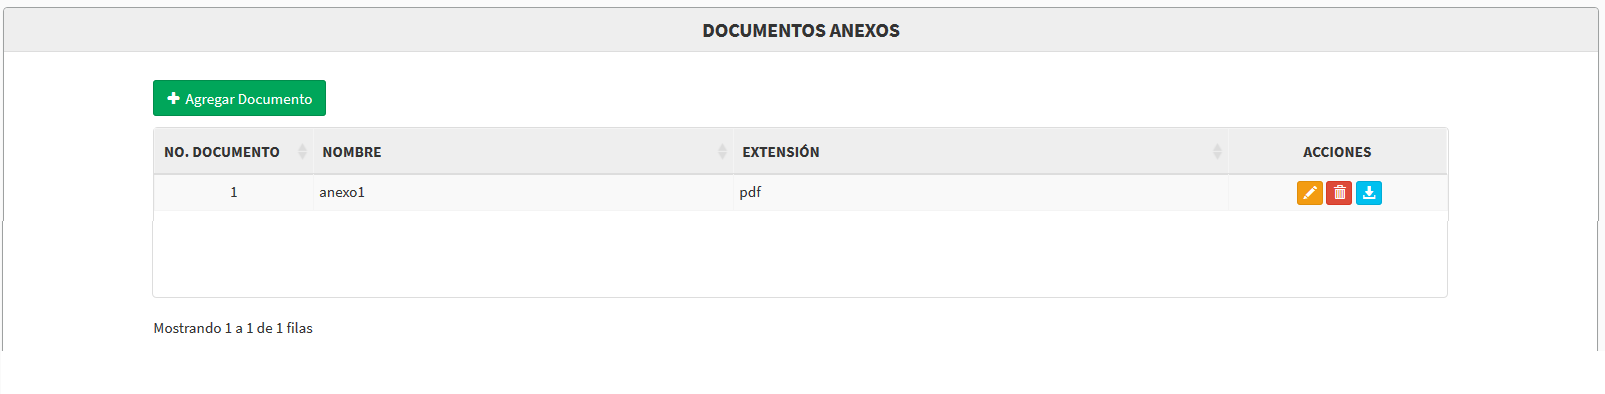 DOCUMENTOS ANEXOS
Agregar Documento
NO. DOCUMENTO NOMBRE EXTENSIÓN ACCIONES
1 anexo1 pdf
Mostrando 1 a 1 de 1 filas